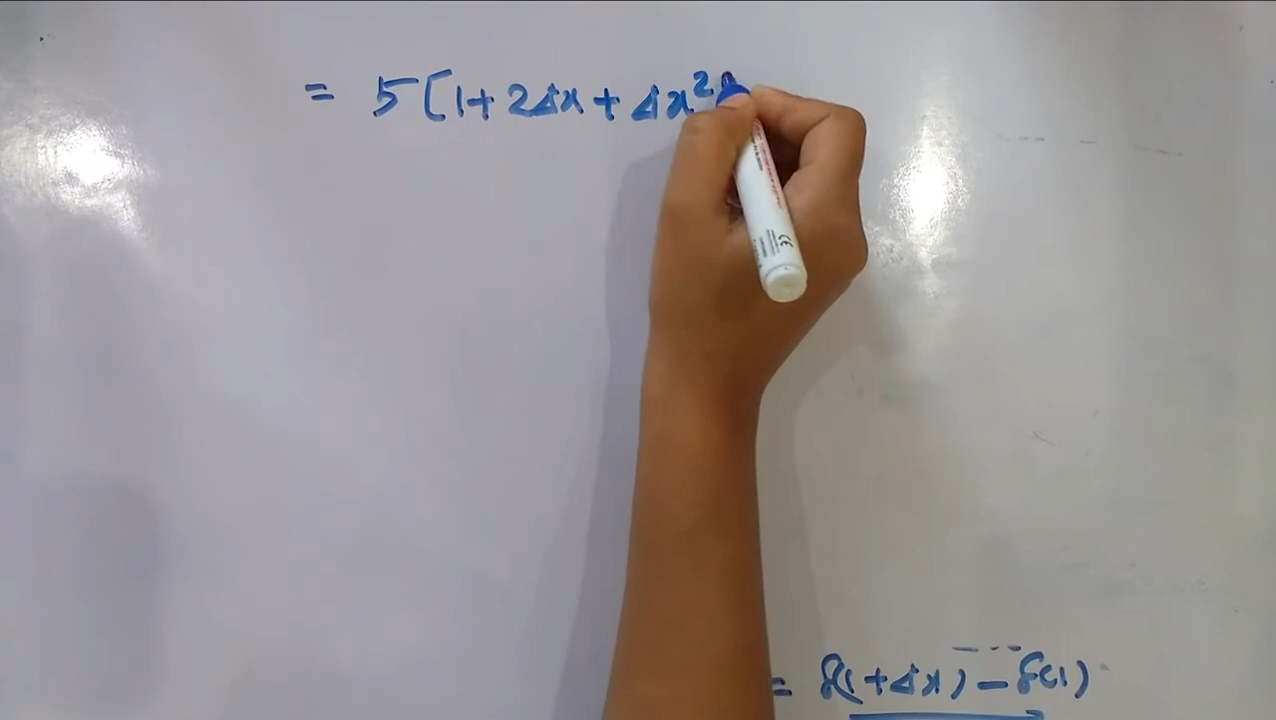 = 5[1+2Δx+Δx²
= f(1+Δx)-f(1)